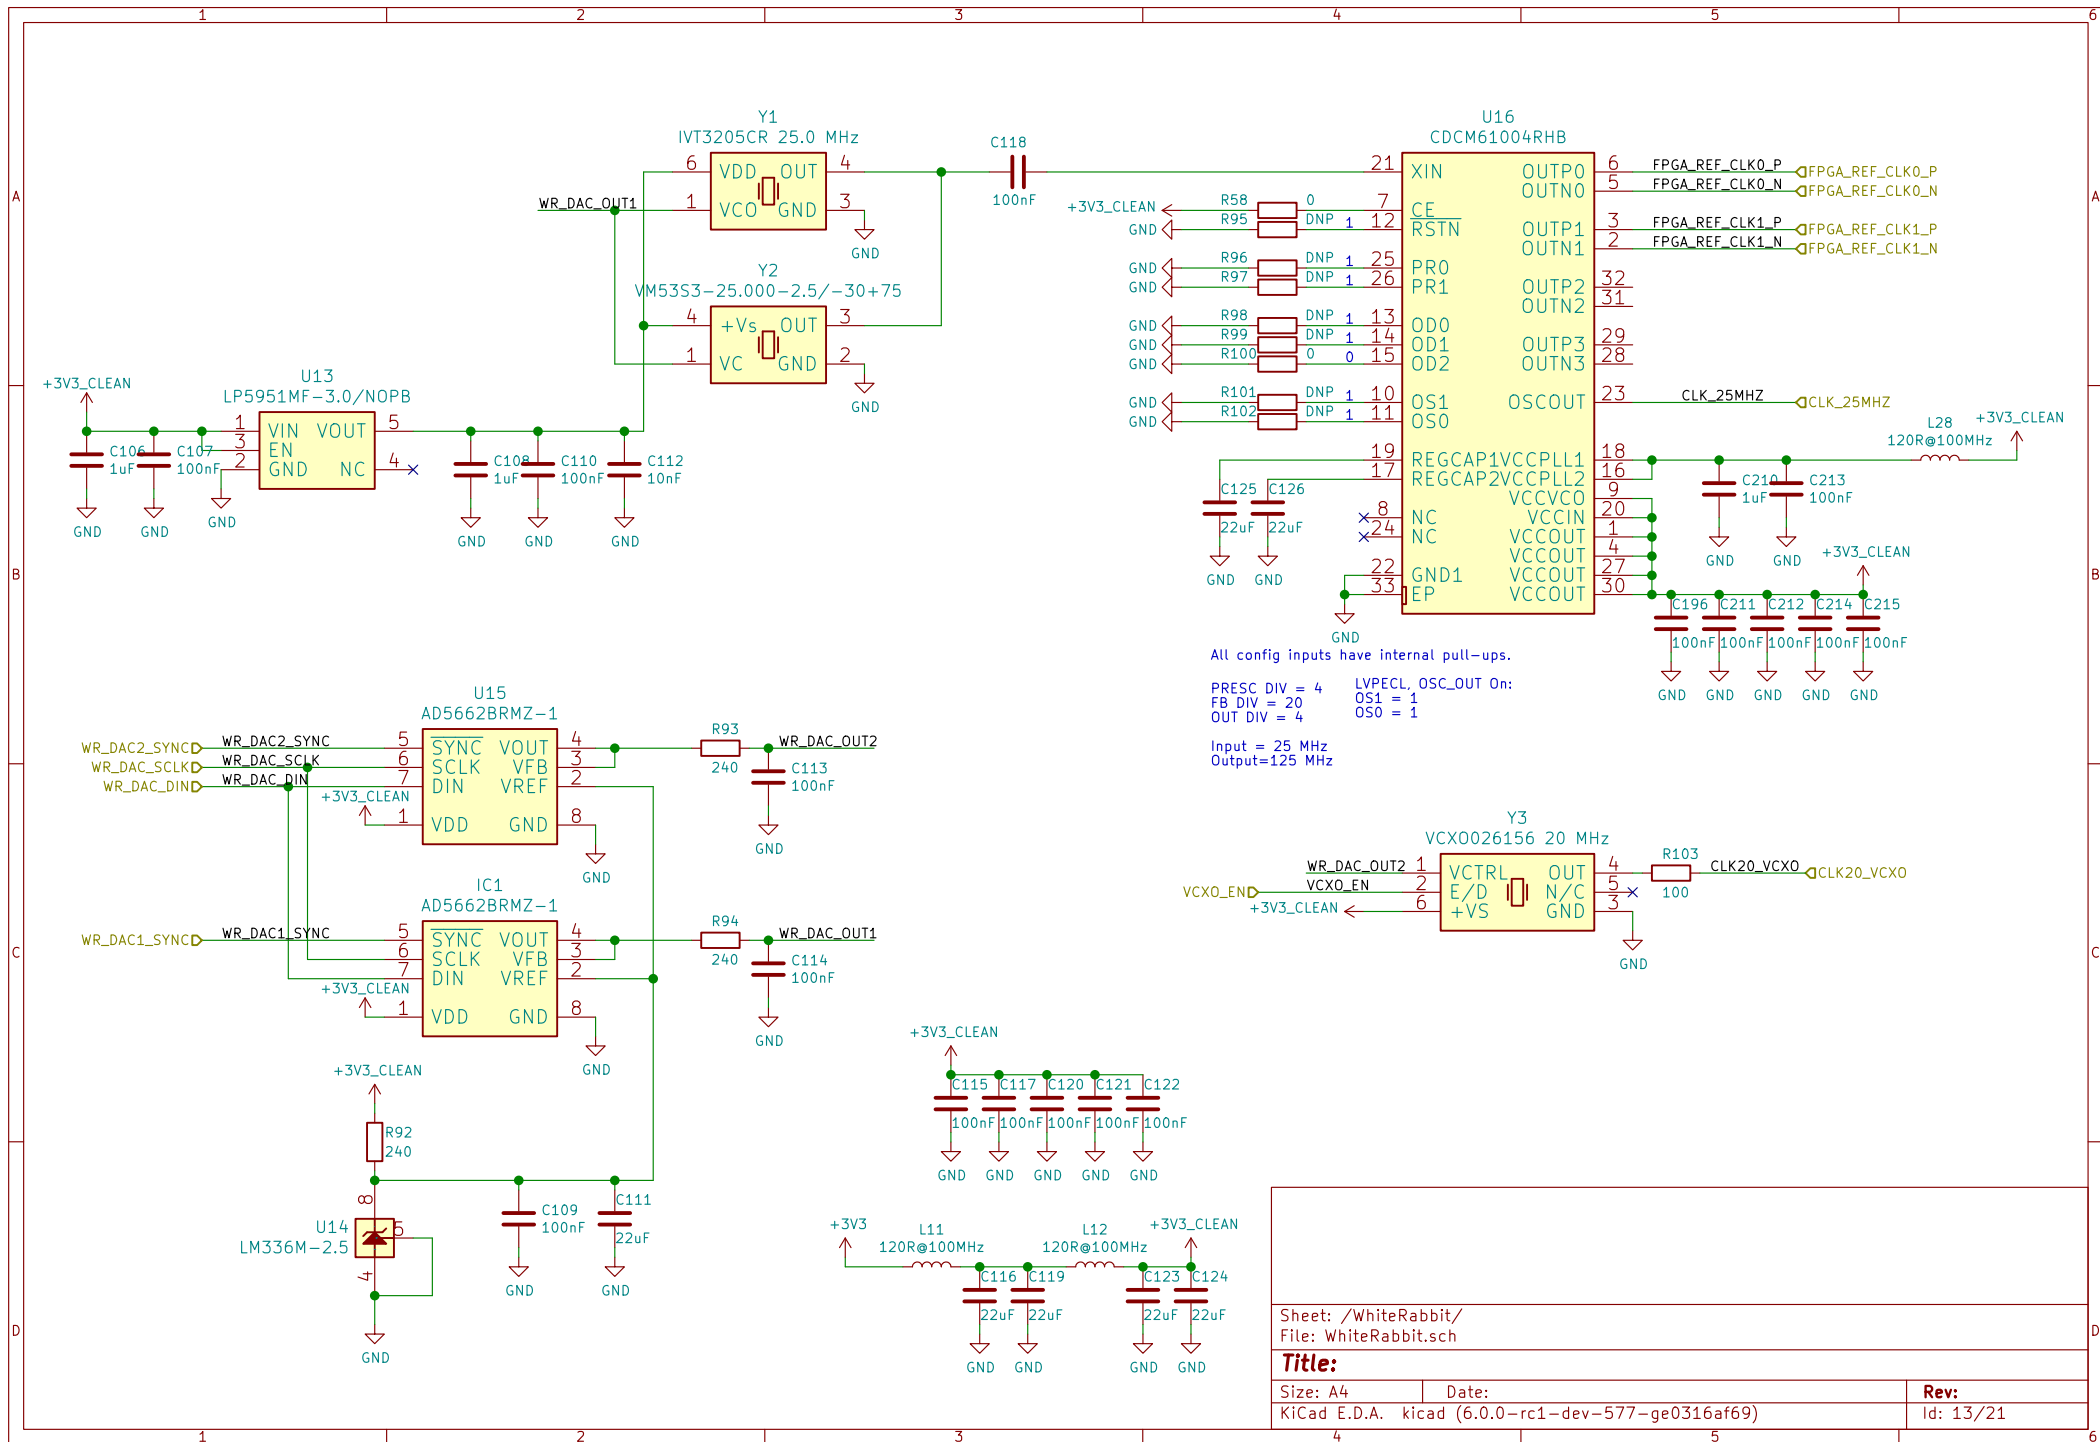 1 2 3 4 5 6
A
B
C
D
Y1
IVT3205CR 25.0 MHz
6 VDD OUT 4
1 VCO GND 3
WR_DAC_OUT1
GND
Y2
VM53S3-25.000-2.5/-30+75
4 +Vs OUT 3
1 VC GND 2
GND
C118
100nF
+3V3_CLEAN
U13
LP5951MF-3.0/NOPB
1 VIN VOUT 5
3 EN
2 GND NC 4
C106
1uF
C107
100nF
C108
1uF
C110
100nF
C112
10nF
GND GND GND GND GND GND
U16
CDCM61004RHB
21 XIN OUTP0 6 FPGA_REF_CLK0_P FPGA_REF_CLK0_P
OUTN0 5 FPGA_REF_CLK0_N FPGA_REF_CLK0_N
+3V3_CLEAN R58 0 7 CE
GND R95 DNP 1 12 RSTN OUTP1 3 FPGA_REF_CLK1_P FPGA_REF_CLK1_P
OUTN1 2 FPGA_REF_CLK1_N FPGA_REF_CLK1_N
GND R96 DNP 1 25 PR0
GND R97 DNP 1 26 PR1 OUTP2 32
OUTN2 31
GND R98 DNP 1 13 OD0
GND R99 DNP 1 14 OD1 OUTP3 29
GND R100 0 0 15 OD2 OUTN3 28
GND R101 DNP 1 10 OS1 OSCOUT 23 CLK_25MHZ CLK_25MHZ
GND R102 DNP 1 11 OS0
19 REGCAP1 VCCPLL1 18
17 REGCAP2 VCCPLL2 16
VCCVCO 9
8 NC VCCIN 20
24 NC VCCOUT 1
VCCOUT 4
22 GND1 VCCOUT 27
33 EP VCCOUT 30
C125
22uF
C126
22uF
GND GND
GND
L28
120R@100MHz
+3V3_CLEAN
C210
1uF
C213
100nF
GND GND
+3V3_CLEAN
C196 C211 C212 C214 C215
100nF 100nF 100nF 100nF 100nF
GND GND GND GND GND
All config inputs have internal pull-ups.
PRESC DIV = 4
FB DIV = 20
OUT DIV = 4
LVPECL, OSC_OUT On:
OS1 = 1
OS0 = 1
Input = 25 MHz
Output=125 MHz
U15
AD5662BRMZ-1
WR_DAC2_SYNC WR_DAC2_SYNC 5 SYNC VOUT 4
WR_DAC_SCLK WR_DAC_SCLK 6 SCLK VFB 3
WR_DAC_DIN WR_DAC_DIN 7 DIN VREF 2
+3V3_CLEAN
1 VDD GND 8
GND
R93
240
WR_DAC_OUT2
C113
100nF
GND
IC1
AD5662BRMZ-1
WR_DAC1_SYNC WR_DAC1_SYNC 5 SYNC VOUT 4
6 SCLK VFB 3
7 DIN VREF 2
+3V3_CLEAN
1 VDD GND 8
GND
R94
240
WR_DAC_OUT1
C114
100nF
GND
Y3
VCXO026156 20 MHz
WR_DAC_OUT2 1 VCTRL OUT 4
VCXO_EN VCXO_EN 2 E/D N/C 5
+3V3_CLEAN 6 +VS GND 3
R103
100
CLK20_VCXO CLK20_VCXO
GND
+3V3_CLEAN
R92
240
8
U14
LM336M-2.5
5
4
GND
C109
100nF
C111
22uF
GND GND
+3V3_CLEAN
C115 C117 C120 C121 C122
100nF 100nF 100nF 100nF 100nF
GND GND GND GND GND
+3V3
L11
120R@100MHz
L12
120R@100MHz
+3V3_CLEAN
C116 C119 C123 C124
22uF 22uF 22uF 22uF
GND GND GND GND
Sheet: /WhiteRabbit/
File: WhiteRabbit.sch
Title:
Size: A4 Date: Rev:
KiCad E.D.A. kicad (6.0.0-rc1-dev-577-ge0316af69) Id: 13/21
A
B
C
D
1 2 3 4 5 6